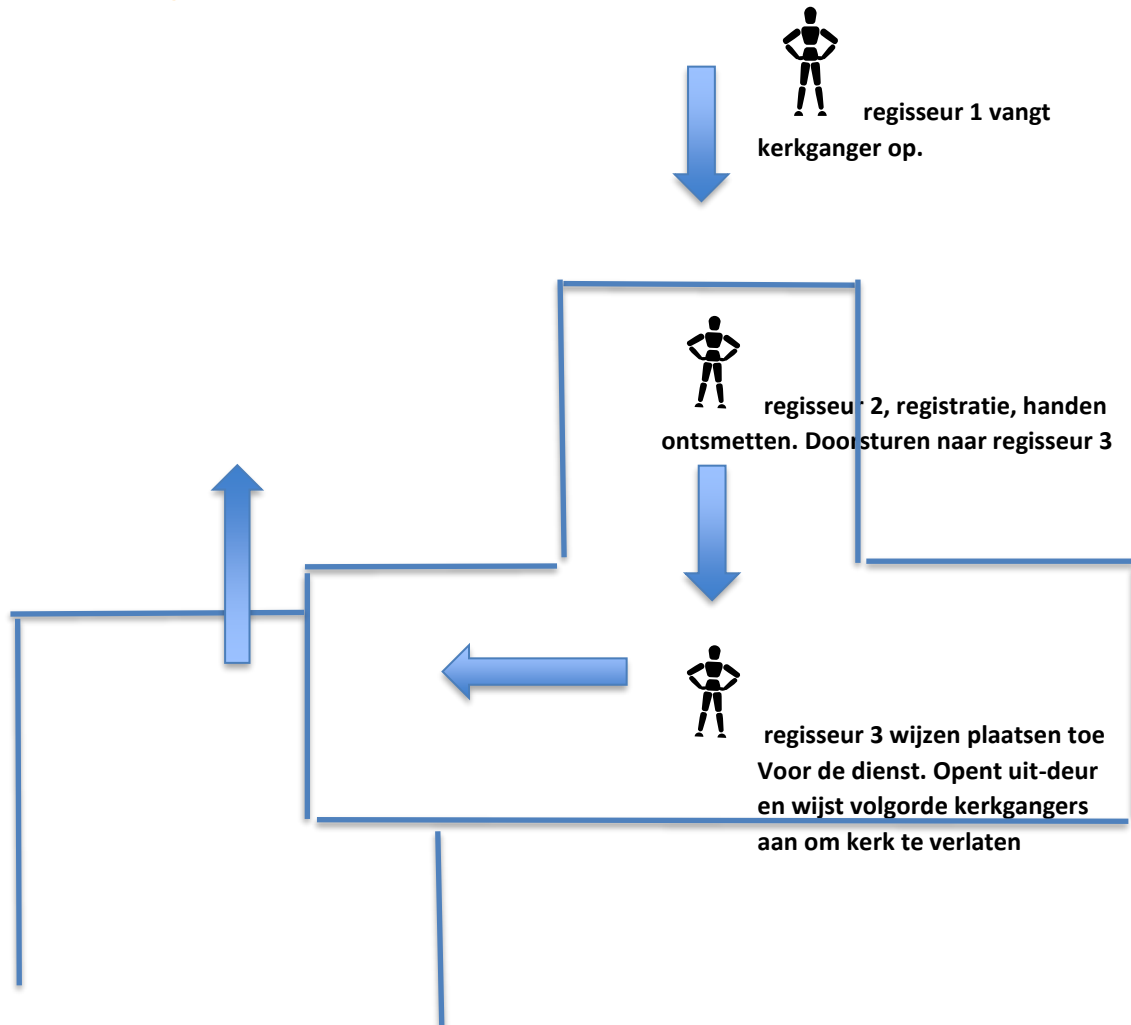 regisseur 1 vangt
kerkganger op.
regisseur 2, registratie, handen
ontsmetten. Doorsturen naar regisseur 3
regisseur 3 wijzen plaatsen toe
Voor de dienst. Opent uit-deur
en wijst volgorde kerkgangers
aan om kerk te verlaten